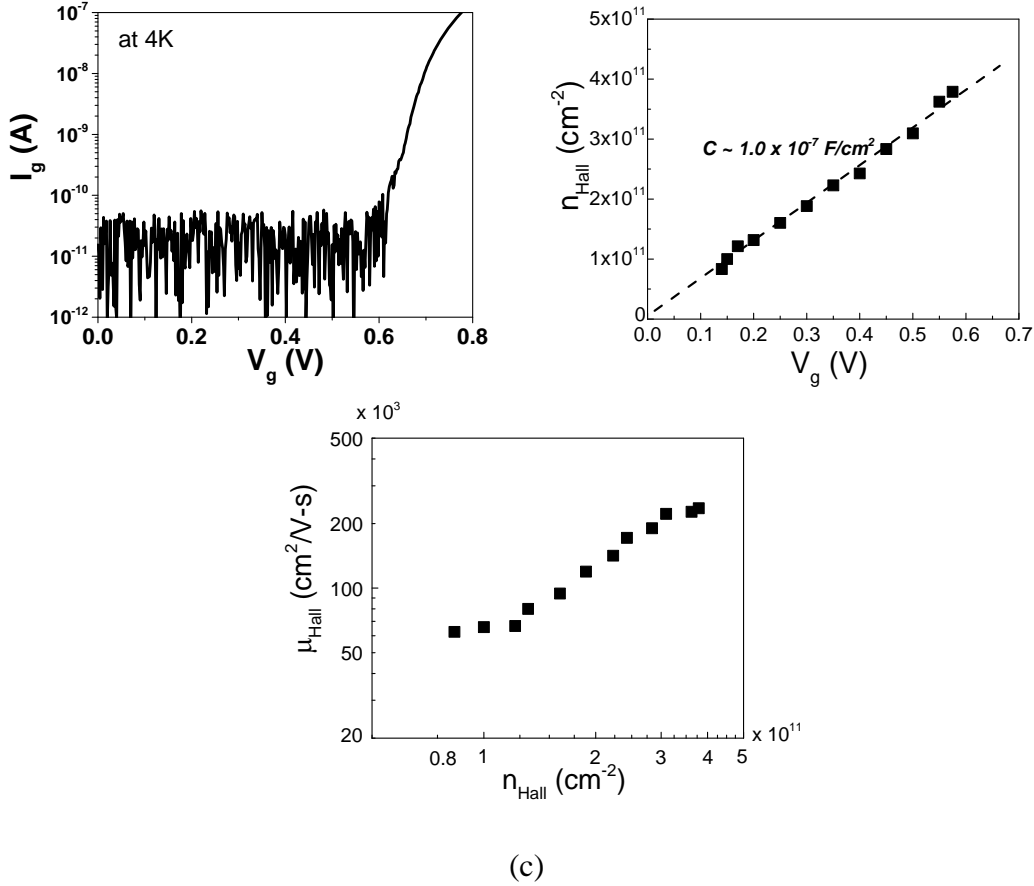 10⁻⁷
at 4K
10⁻⁸
10⁻⁹
10⁻¹⁰
10⁻¹¹
10⁻¹²
I_g (A)
0.0 0.2 0.4 0.6 0.8
V_g (V)
5x10¹¹
4x10¹¹
3x10¹¹
2x10¹¹
1x10¹¹
0
n_Hall (cm⁻²)
C ~ 1.0 x 10⁻⁷ F/cm²
0.0 0.1 0.2 0.3 0.4 0.5 0.6 0.7
V_g (V)
x 10³
500
200
100
50
20
μ_Hall (cm²/V-s)
x 10¹¹
0.8 1 2 3 4 5
n_Hall (cm⁻²)
(c)